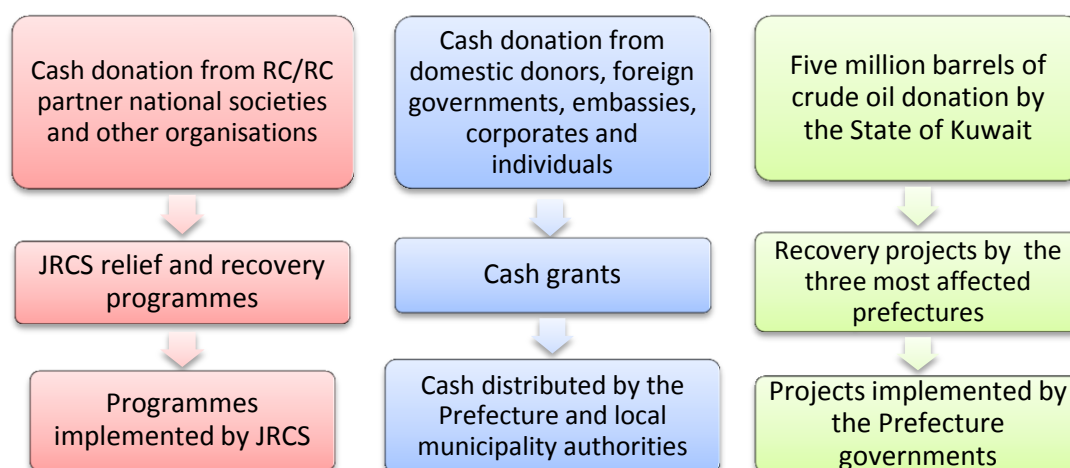 Cash donation from RC/RC
partner national societies
and other organisations
JRCS relief and recovery
programmes
Programmes
implemented by JRCS
Cash donation from
domestic donors, foreign
governments, embassies,
corporates and
individuals
Cash grants
Cash distributed by the
Prefecture and local
municipality authorities
Five million barrels of
crude oil donation by
the State of Kuwait
Recovery projects by the
three most affected
prefectures
Projects implemented by
the Prefecture
governments